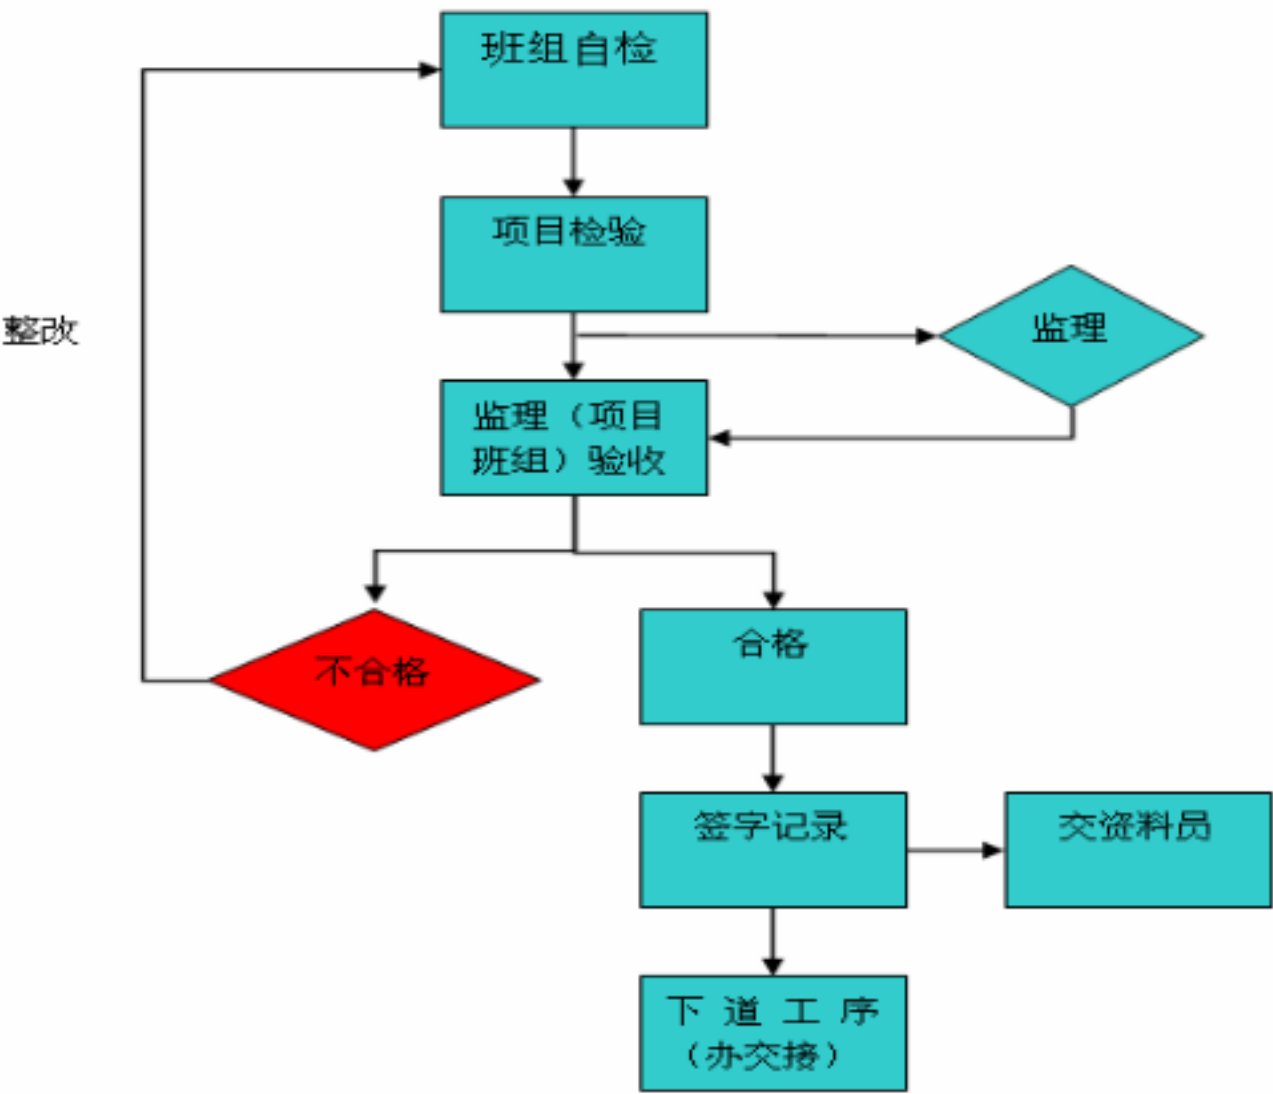 班组自检
项目检验
整改
监理
监理（项目
班组）验收
不合格
合格
签字记录
交资料员
下道工序
（办交接）